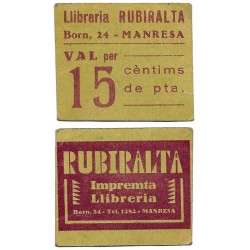 Llibreria RUBIRALTA
Born, 24 - MANRESA
VAL per
15 cèntims
de pta.
RUBIRALTA
Impremta
Llibreria
Born, 24 - Tel. 1282 - MANRESA